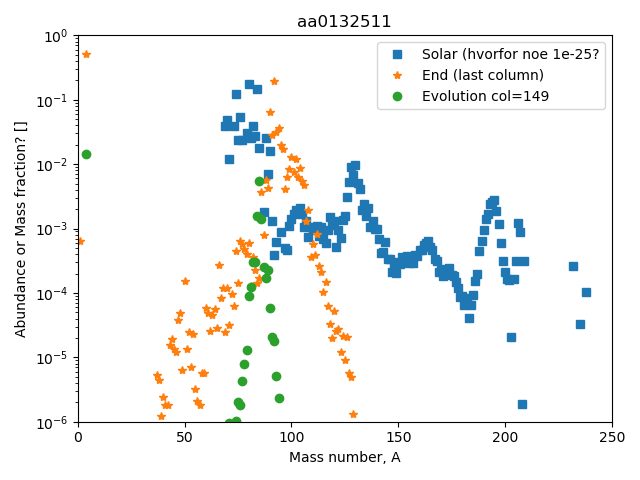 aa0132511
Solar (hvorfor noe 1e-25?
End (last column)
Evolution col=149
Abundance or Mass fraction? []
10⁰
10⁻¹
10⁻²
10⁻³
10⁻⁴
10⁻⁵
10⁻⁶
0 50 100 150 200 250
Mass number, A